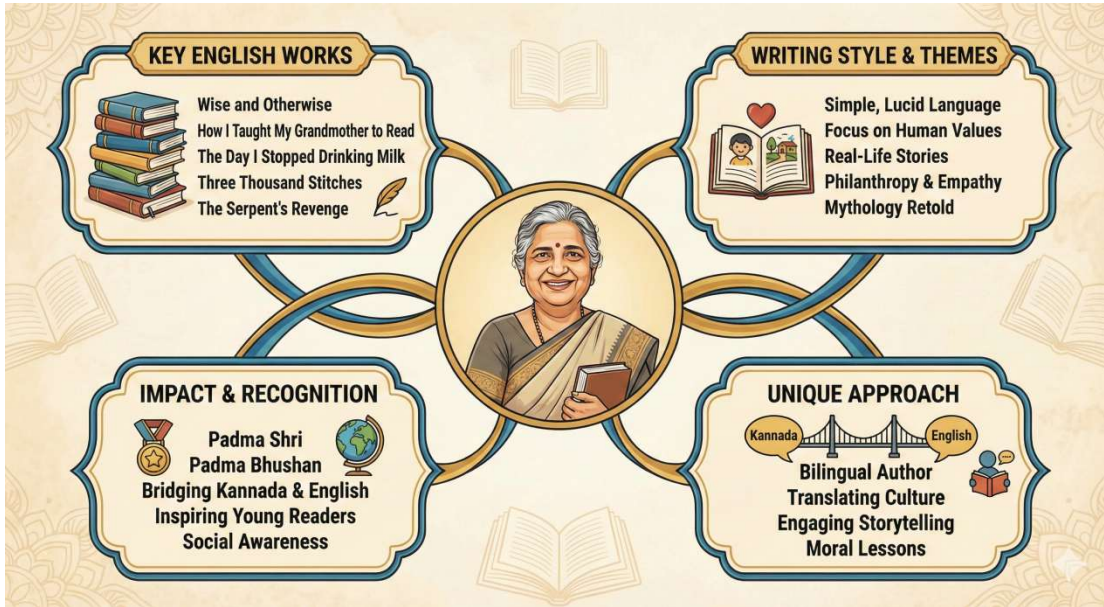 KEY ENGLISH WORKS
Wise and Otherwise
How I Taught My Grandmother to Read
The Day I Stopped Drinking Milk
Three Thousand Stitches
The Serpent's Revenge
WRITING STYLE & THEMES
Simple, Lucid Language
Focus on Human Values
Real-Life Stories
Philanthropy & Empathy
Mythology Retold
IMPACT & RECOGNITION
Padma Shri
Padma Bhushan
Bridging Kannada & English
Inspiring Young Readers
Social Awareness
UNIQUE APPROACH
Kannada
English
Bilingual Author
Translating Culture
Engaging Storytelling
Moral Lessons